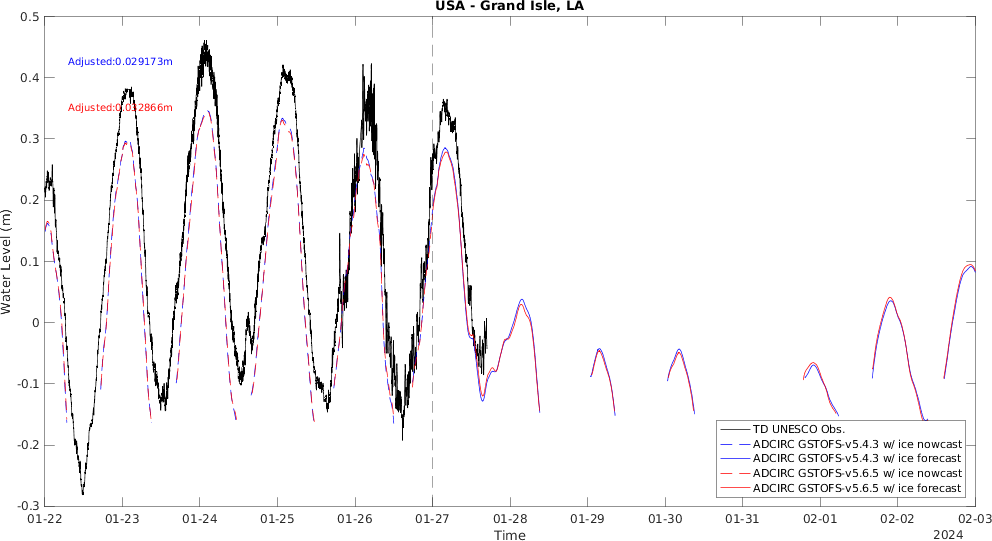 USA - Grand Isle, LA
0.5
0.4
0.3
0.2
0.1
0
-0.1
-0.2
-0.3
Water Level (m)
Adjusted:0.029173m
Adjusted:0.032866m
TD UNESCO Obs.
ADCIRC GSTOFS-v5.4.3 w/ ice nowcast
ADCIRC GSTOFS-v5.4.3 w/ ice forecast
ADCIRC GSTOFS-v5.6.5 w/ ice nowcast
ADCIRC GSTOFS-v5.6.5 w/ ice forecast
01-22 01-23 01-24 01-25 01-26 01-27 01-28 01-29 01-30 01-31 02-01 02-02 02-03
Time
2024